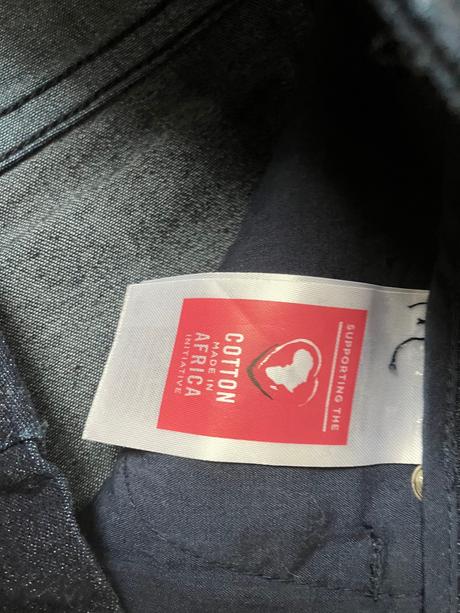 SUPPORTING THE
COTTON
MADE IN
AFRICA
INITIATIVE